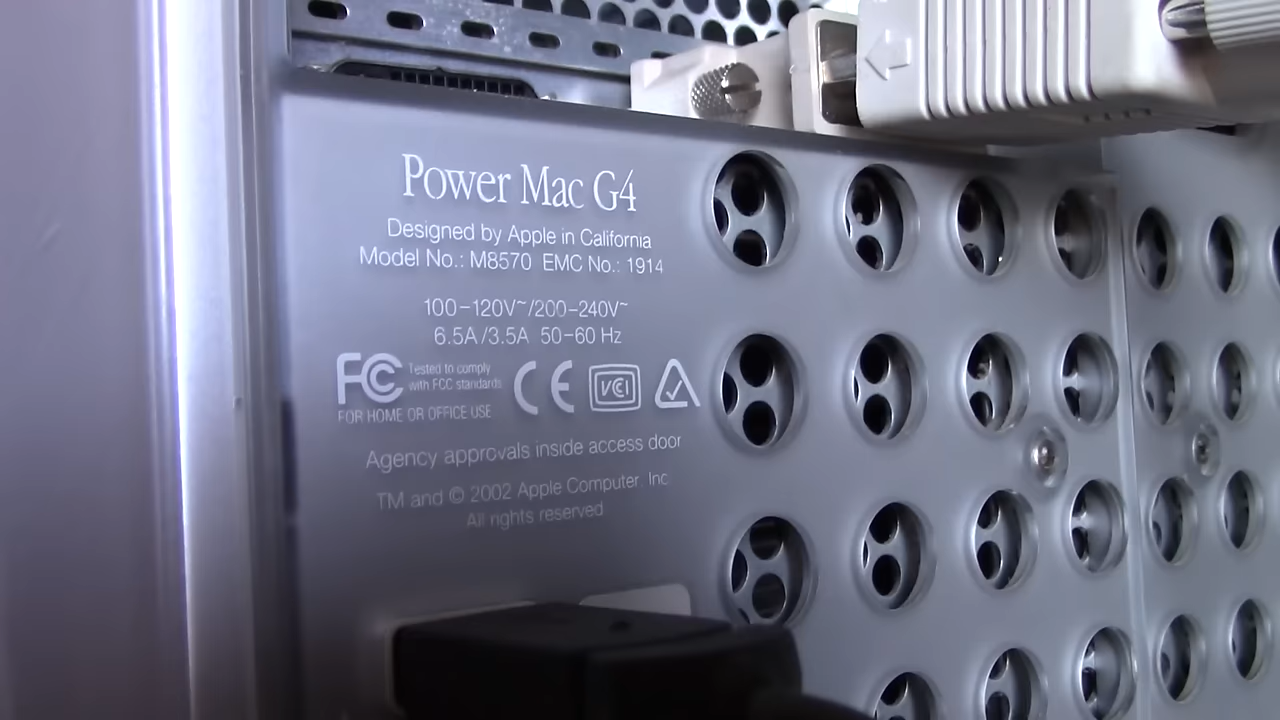 Power Mac G4
Designed by Apple in California
Model No.: M8570 EMC No.: 1914
100-120V~/200-240V~
6.5A/3.5A 50-60 Hz
FC Tested to comply
with FCC standards
FOR HOME OR OFFICE USE
CE
VCI
Agency approvals inside access door
TM and © 2002 Apple Computer Inc
All rights reserved